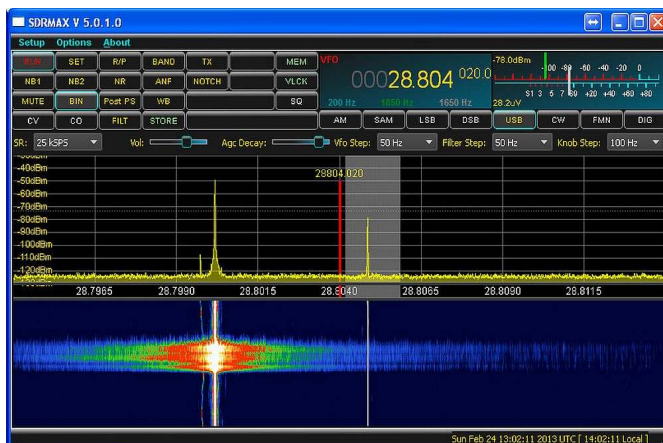 SDRMAX V 5.0.1.0
Setup Options About
RUN SET R/P BAND TX MEM VFO 00028.804 020.0 -78.0dBm -100 -80 -60 -40 -20 0
NB1 NB2 NR ANF NOTCH VLCK
S1 3 5 7 9 +20 +40 +60 +80
MUTE BIN Post PS WB SQ 200 Hz 1850 Hz 1650 Hz 28.2uV
CV CO FILT STORE AM SAM LSB DSB USB CW FMN DIG
SR: 25 kSPS Vol: Agc Decay: Vfo Step: 50 Hz Filter Step: 50 Hz Knob Step: 100 Hz
-40dBm 28804.020
-50dBm
-60dBm
-70dBm
-80dBm
-90dBm
-100dBm
-110dBm
-120dBm
28.7965 28.7990 28.8015 28.8040 28.8065 28.8090 28.8115
Sun Feb 24 13:02:11 2013 UTC [ 14:02:11 Local ]